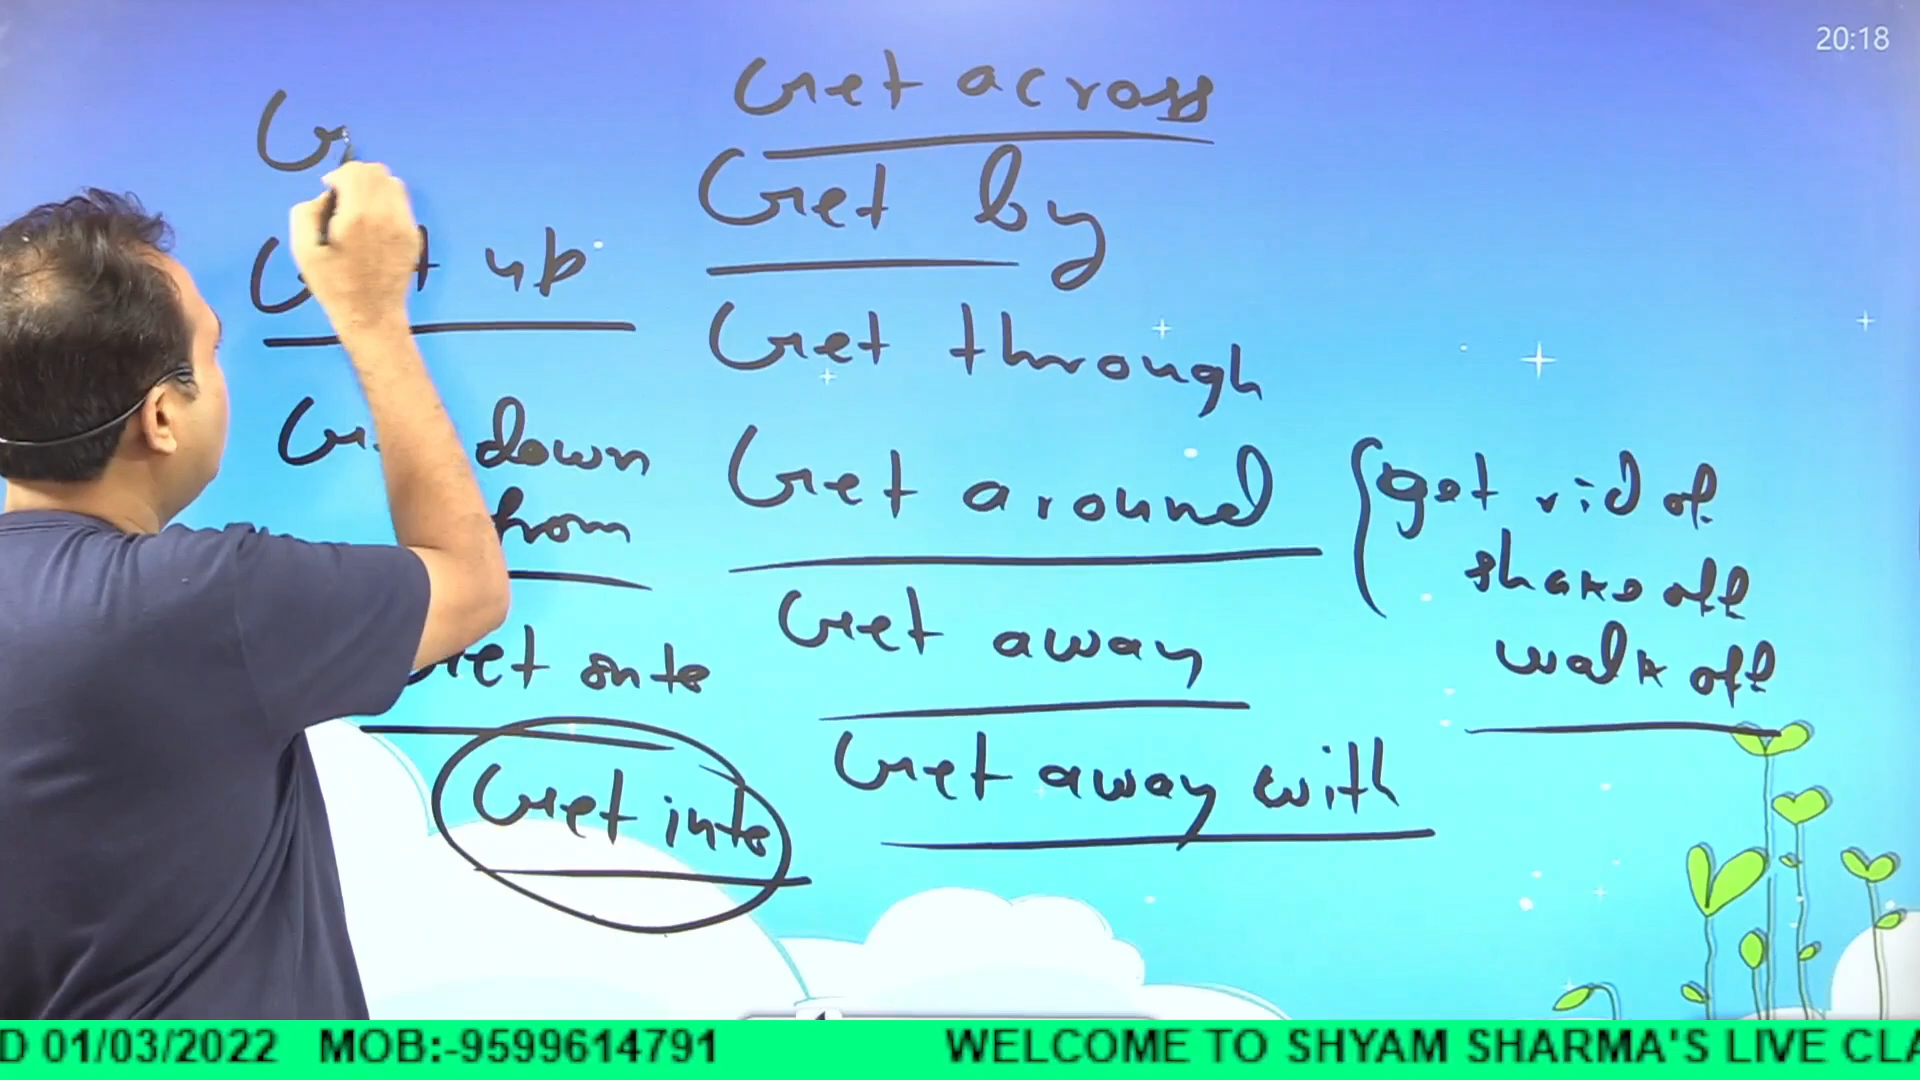 20:18
Get across
Get by
up
Get through
down
from
Get around
get rid of
shake off
walk off
Get away
Get onto
Get away with
Get into
D 01/03/2022 MOB:-9599614791 WELCOME TO SHYAM SHARMA'S LIVE CLA